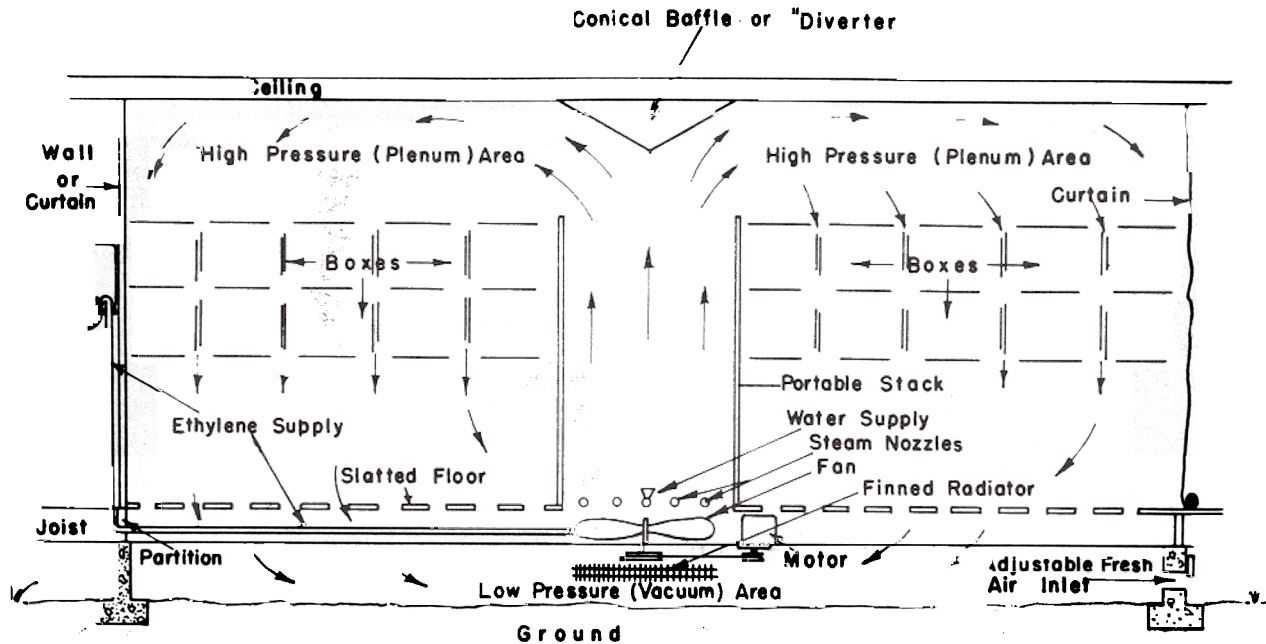 Conical Baffle or "Diverter
Ceiling
High Pressure (Plenum) Area
High Pressure (Plenum) Area
Wall
or
Curtain
Curtain
Boxes
Boxes
Portable Stack
Water Supply
Steam Nozzles
Fan
Finned Radiator
Ethylene Supply
Slatted Floor
Joist
Partition
Motor
Adjustable Fresh
Air Inlet
Low Pressure (Vacuum) Area
Ground